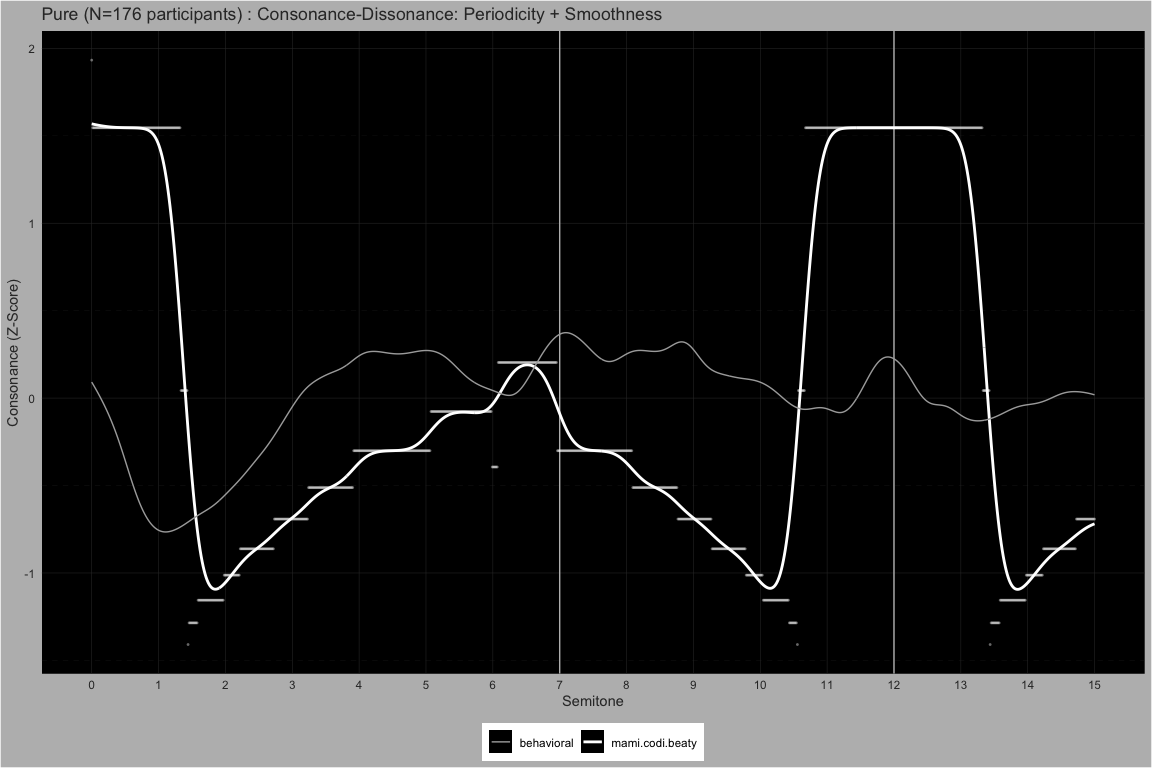 Pure (N=176 participants) : Consonance-Dissonance: Periodicity + Smoothness
Consonance (Z-Score)
2
1
0
-1
0 1 2 3 4 5 6 7 8 9 10 11 12 13 14 15
Semitone
behavioral mami.codi.beaty